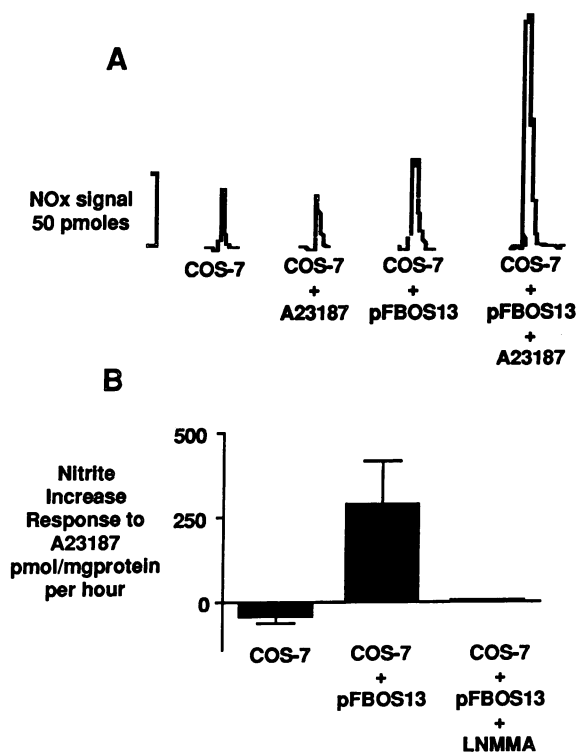 A
NOx signal
50 pmoles
COS-7
COS-7
+
A23187
COS-7
+
pFBOS13
COS-7
+
pFBOS13
+
A23187
B
Nitrite
Increase
Response to
A23187
pmol/mgprotein
per hour
500
250
0
COS-7
COS-7
+
pFBOS13
COS-7
+
pFBOS13
+
LNMMA